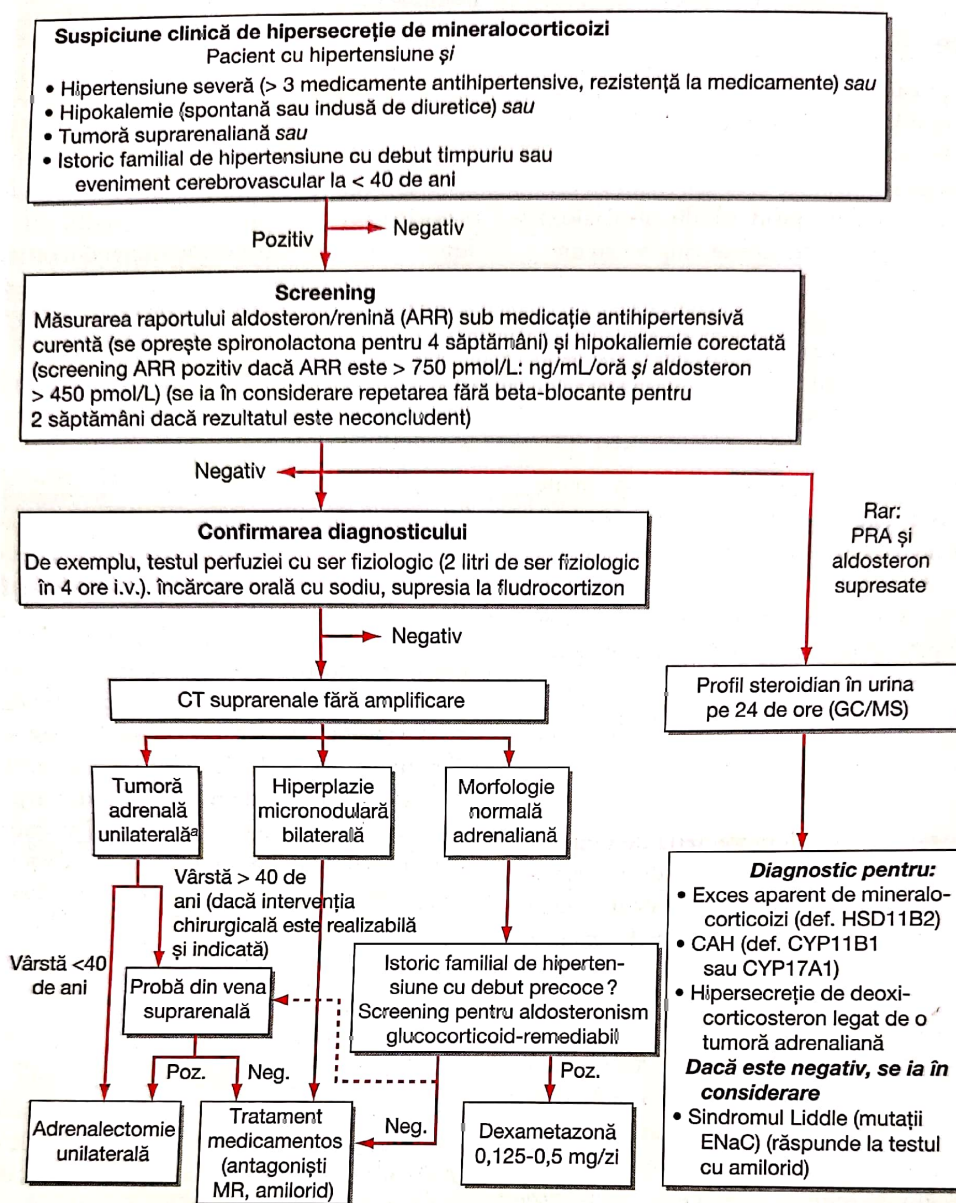 Suspiciune clinică de hipersecreție de mineralocorticoizi
Pacient cu hipertensiune și
• Hipertensiune severă (> 3 medicamente antihipertensive, rezistență la medicamente) sau
• Hipokalemie (spontană sau indusă de diuretice) sau
• Tumoră suprarenaliană sau
• Istoric familial de hipertensiune cu debut timpuriu sau
eveniment cerebrovascular la < 40 de ani
Pozitiv
Negativ
Screening
Măsurarea raportului aldosteron/renină (ARR) sub medicație antihipertensivă
curentă (se oprește spironolactona pentru 4 săptămâni) și hipokaliemie corectată
(screening ARR pozitiv dacă ARR este > 750 pmol/L: ng/mL/oră și aldosteron
> 450 pmol/L) (se ia în considerare repetarea fără beta-blocante pentru
2 săptămâni dacă rezultatul este neconcludent)
Negativ
Rar:
PRA și
aldosteron
supresate
Confirmarea diagnosticului
De exemplu, testul perfuziei cu ser fiziologic (2 litri de ser fiziologic
în 4 ore i.v.). încărcare orală cu sodiu, supresia la fludrocortizon
Negativ
CT suprarenale fără amplificare
Profil steroidian în urina
pe 24 de ore (GC/MS)
Tumoră
adrenală
unilateralăª
Hiperplazie
micronodulară
bilaterală
Morfologie
normală
adrenaliană
Vârstă > 40 de
ani (dacă intervenția
chirurgicală este realizabilă
și indicată)
Vârstă <40
de ani
Probă din vena
suprarenală
Istoric familial de hiperten-
siune cu debut precoce ?
Screening pentru aldosteronism
glucocorticoid-remediabil
Poz.
Neg.
Neg.
Poz.
Adrenalectomie
unilaterală
Tratament
medicamentos
(antagoniști
MR, amilorid)
Dexametazonă
0,125-0,5 mg/zi
Diagnostic pentru:
• Exces aparent de mineralo-
corticoizi (def. HSD11B2)
• CAH (def. CYP11B1
sau CYP17A1)
• Hipersecreție de deoxi-
corticosteron legat de o
tumoră adrenaliană
Dacă este negativ, se ia în
considerare
• Sindromul Liddle (mutații
ENaC) (răspunde la testul
cu amilorid)